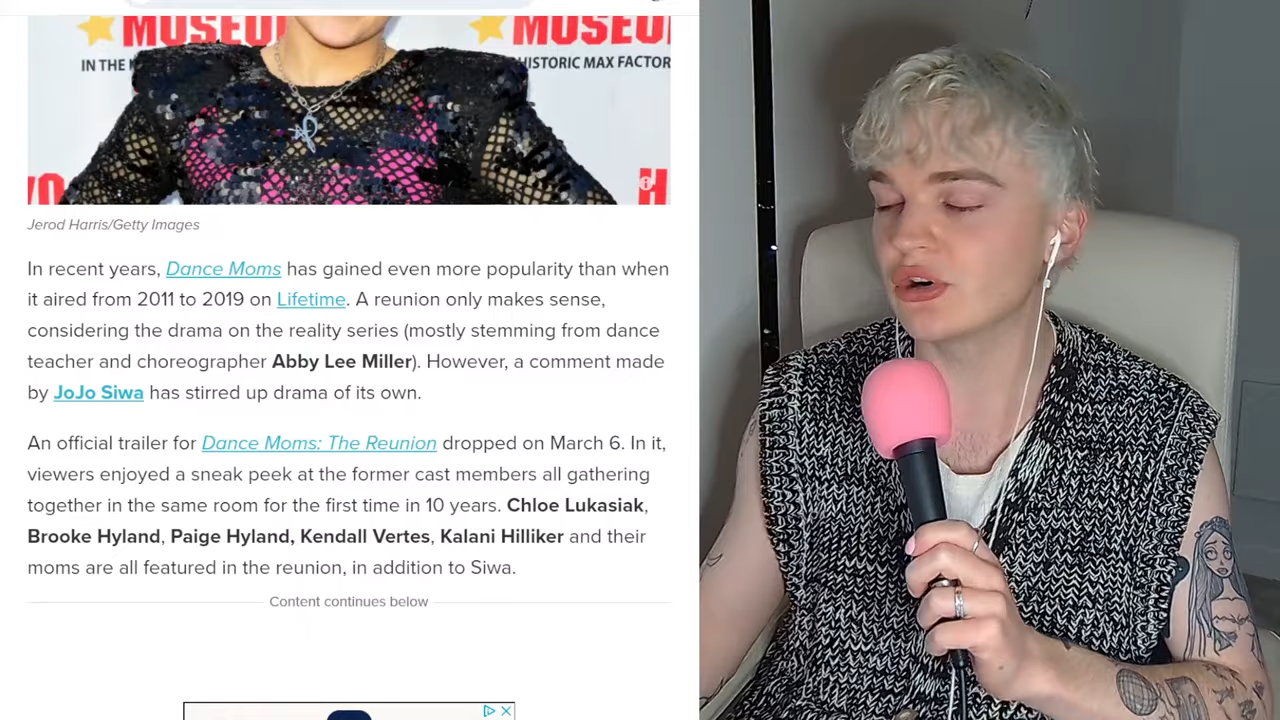 MUSEU
MUSEU
IN THE
HISTORIC MAX FACTOR
H
Jerod Harris/Getty Images
In recent years, Dance Moms has gained even more popularity than when
it aired from 2011 to 2019 on Lifetime. A reunion only makes sense,
considering the drama on the reality series (mostly stemming from dance
teacher and choreographer Abby Lee Miller). However, a comment made
by JoJo Siwa has stirred up drama of its own.
An official trailer for Dance Moms: The Reunion dropped on March 6. In it,
viewers enjoyed a sneak peek at the former cast members all gathering
together in the same room for the first time in 10 years. Chloe Lukasiak,
Brooke Hyland, Paige Hyland, Kendall Vertes, Kalani Hilliker and their
moms are all featured in the reunion, in addition to Siwa.
Content continues below